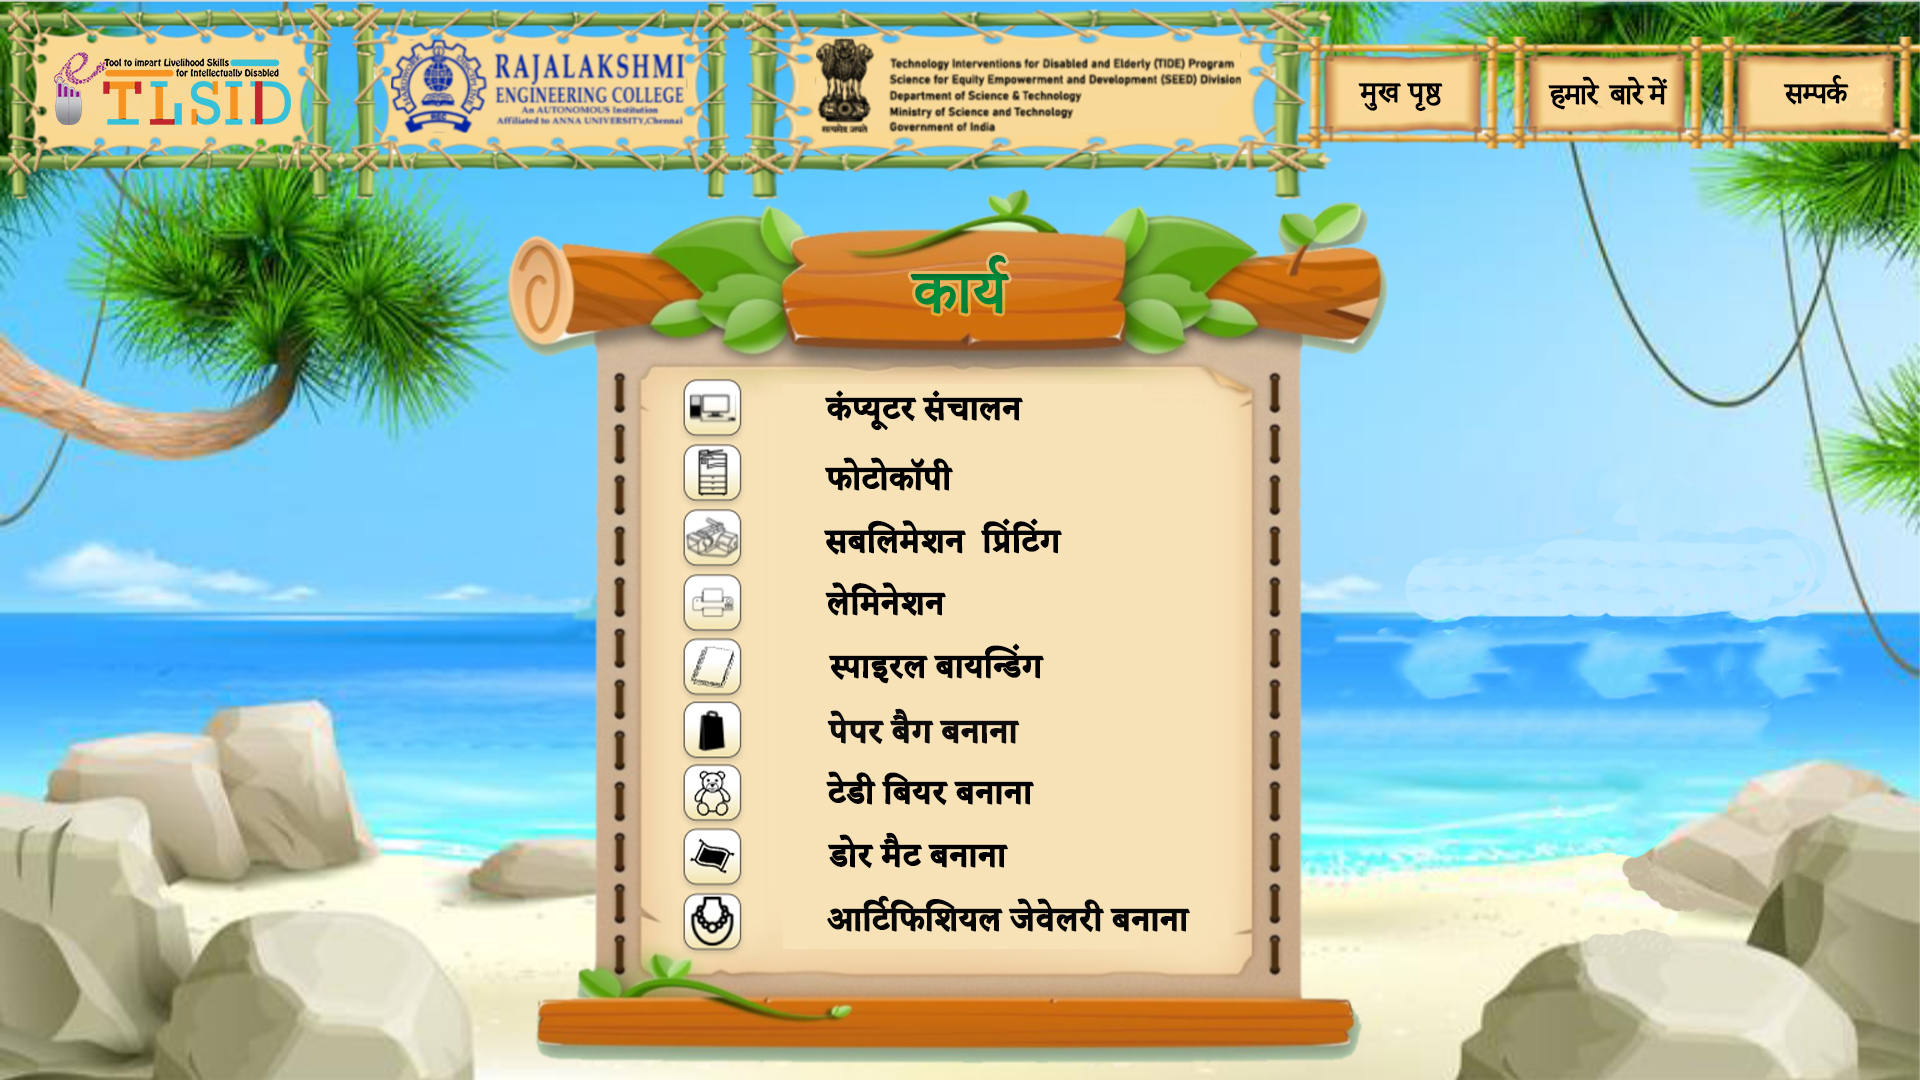 Tool to impart Livelihood Skills
for Intellectually Disabled
eTLSID
RAJALAKSHMI
ENGINEERING COLLEGE
An AUTONOMOUS Institution
Affiliated to ANNA UNIVERSITY,Chennai
REC
सत्यमेव जयते
Technology Interventions for Disabled and Elderly (TIDE) Program
Science for Equity Empowerment and Development (SEED) Division
Department of Science & Technology
Ministry of Science and Technology
Government of India
मुख पृष्ठ
हमारे बारे में
सम्पर्क
कार्य
कंप्यूटर संचालन
फोटोकॉपी
सबलिमेशन प्रिंटिंग
लेमिनेशन
स्पाइरल बायन्डिंग
पेपर बैग बनाना
टेडी बियर बनाना
डोर मैट बनाना
आर्टिफिशियल जेवेलरी बनाना